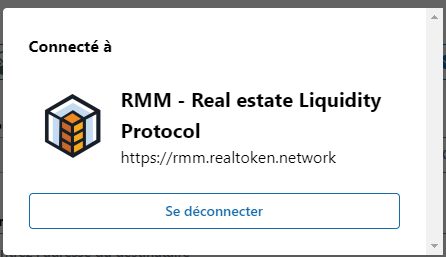 Connecté à
RMM - Real estate Liquidity
Protocol
https://rmm.realtoken.network
Se déconnecter